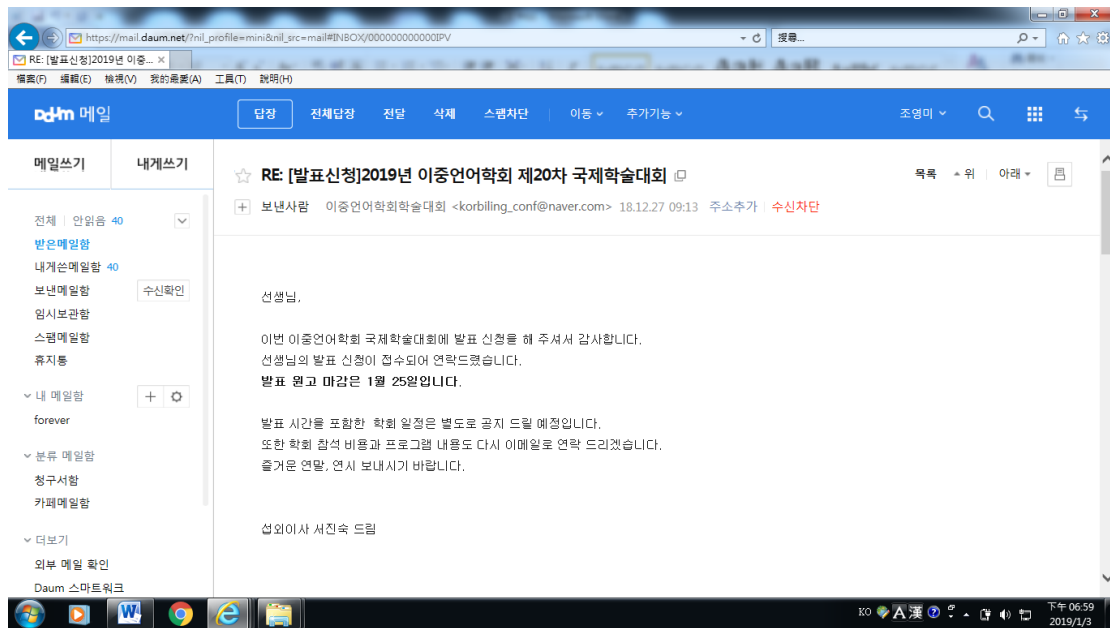 https://mail.daum.net/?nil_profile=mini&nil_src=mail#INBOX/000000000000IPV
搜尋...
RE: [발표신청]2019년 이중... ×
檔案(F) 編輯(E) 檢視(V) 我的最愛(A) 工具(T) 說明(H)
Daum 메일
답장 전체답장 전달 삭제 스팸차단 이동 추가기능 조영미
메일쓰기 내게쓰기
RE: [발표신청]2019년 이중언어학회 제20차 국제학술대회
목록 위 아래
보낸사람 이중언어학회학술대회 <korbiling_conf@naver.com> 18.12.27 09:13 주소추가 수신차단
전체 안읽음 40
받은메일함
내게쓴메일함 40
보낸메일함 수신확인
임시보관함
스팸메일함
휴지통
내 메일함
forever
분류 메일함
청구서함
카페메일함
더보기
외부 메일 확인
Daum 스마트워크
선생님,
이번 이중언어학회 국제학술대회에 발표 신청을 해 주셔서 감사합니다.
선생님의 발표 신청이 접수되어 연락드렸습니다.
발표 원고 마감은 1월 25일입니다.
발표 시간을 포함한 학회 일정은 별도로 공지 드릴 예정입니다.
또한 학회 참석 비용과 프로그램 내용도 다시 이메일로 연락 드리겠습니다.
즐거운 연말, 연시 보내시기 바랍니다.
섭외이사 서진숙 드림
KO A 漢
下午 06:59
2019/1/3